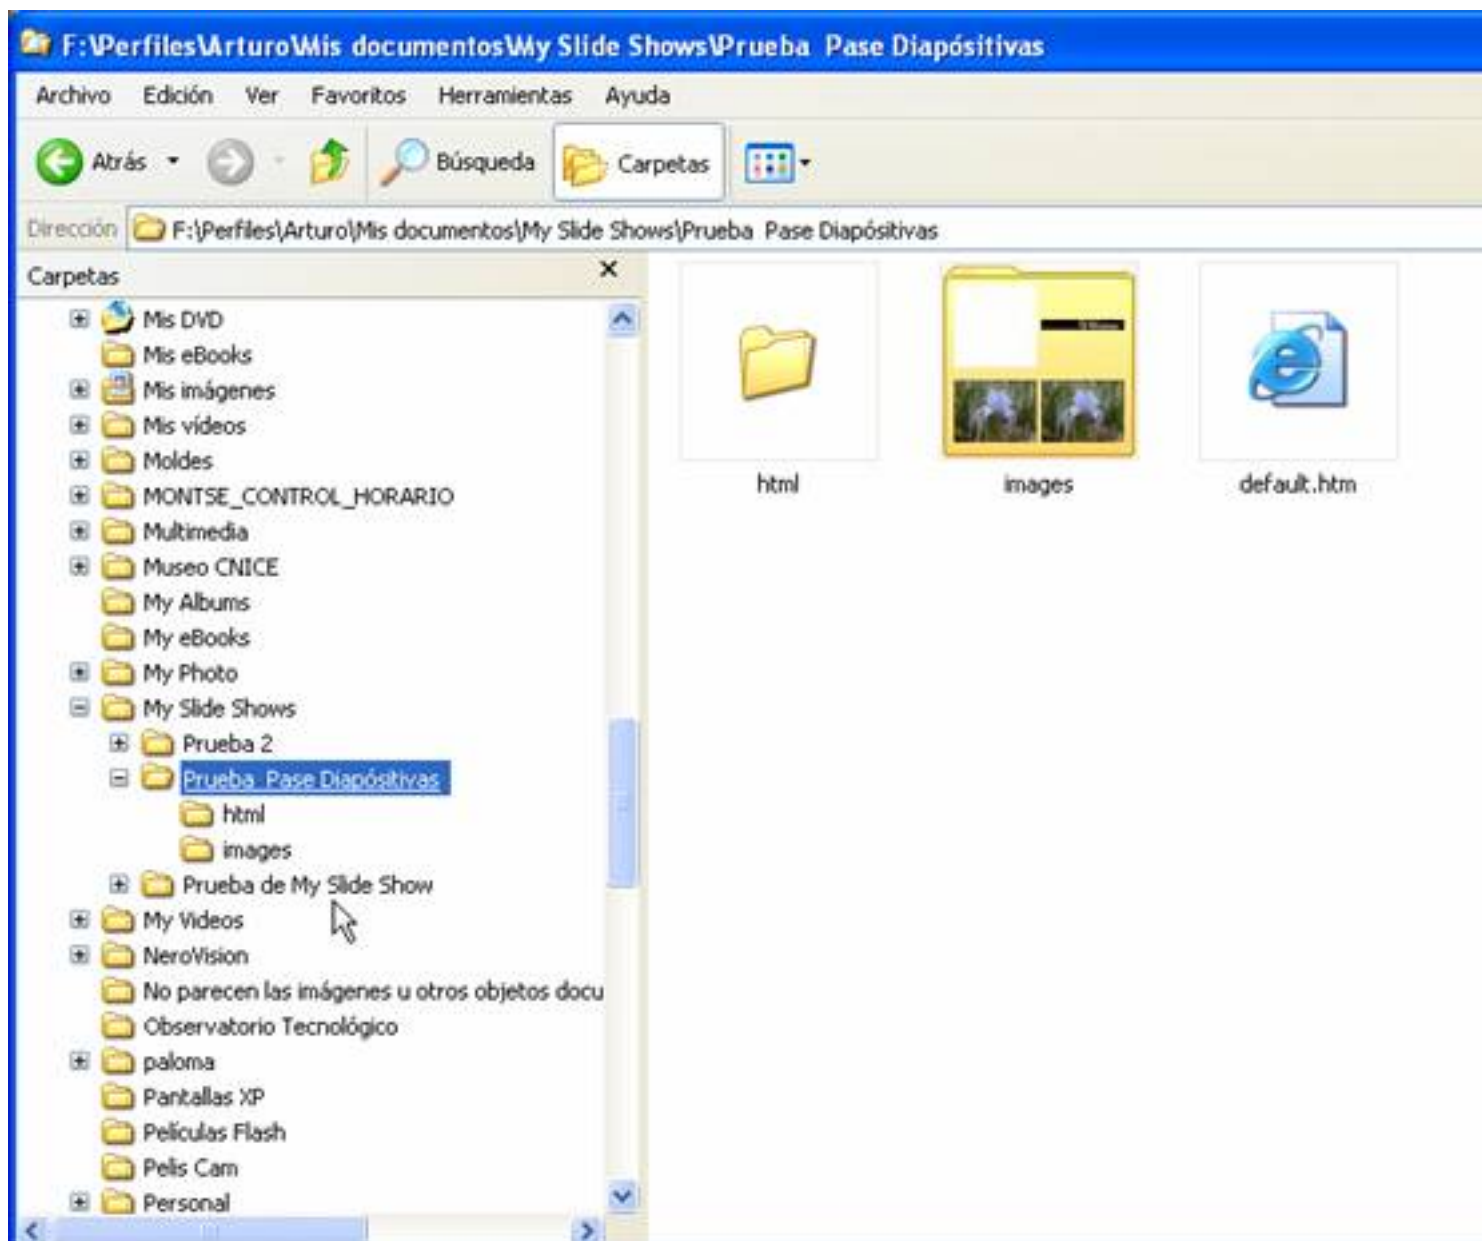 F:\Perfiles\Arturo\Mis documentos\My Slide Shows\Prueba  Pase Diapósitivas
Archivo Edición Ver Favoritos Herramientas Ayuda
Atrás Búsqueda Carpetas
Dirección F:\Perfiles\Arturo\Mis documentos\My Slide Shows\Prueba  Pase Diapósitivas
Carpetas
Mis DVD
Mis eBooks
Mis imágenes
Mis vídeos
Moldes
MONTSE_CONTROL_HORARIO
Multimedia
Museo CNICE
My Albums
My eBooks
My Photo
My Slide Shows
Prueba 2
Prueba  Pase Diapósitivas
html
images
Prueba de My Slide Show
My Videos
NeroVision
No parecen las imágenes u otros objetos docu
Observatorio Tecnológico
paloma
Pantallas XP
Películas Flash
Pelis Cam
Personal
html
images
default.htm